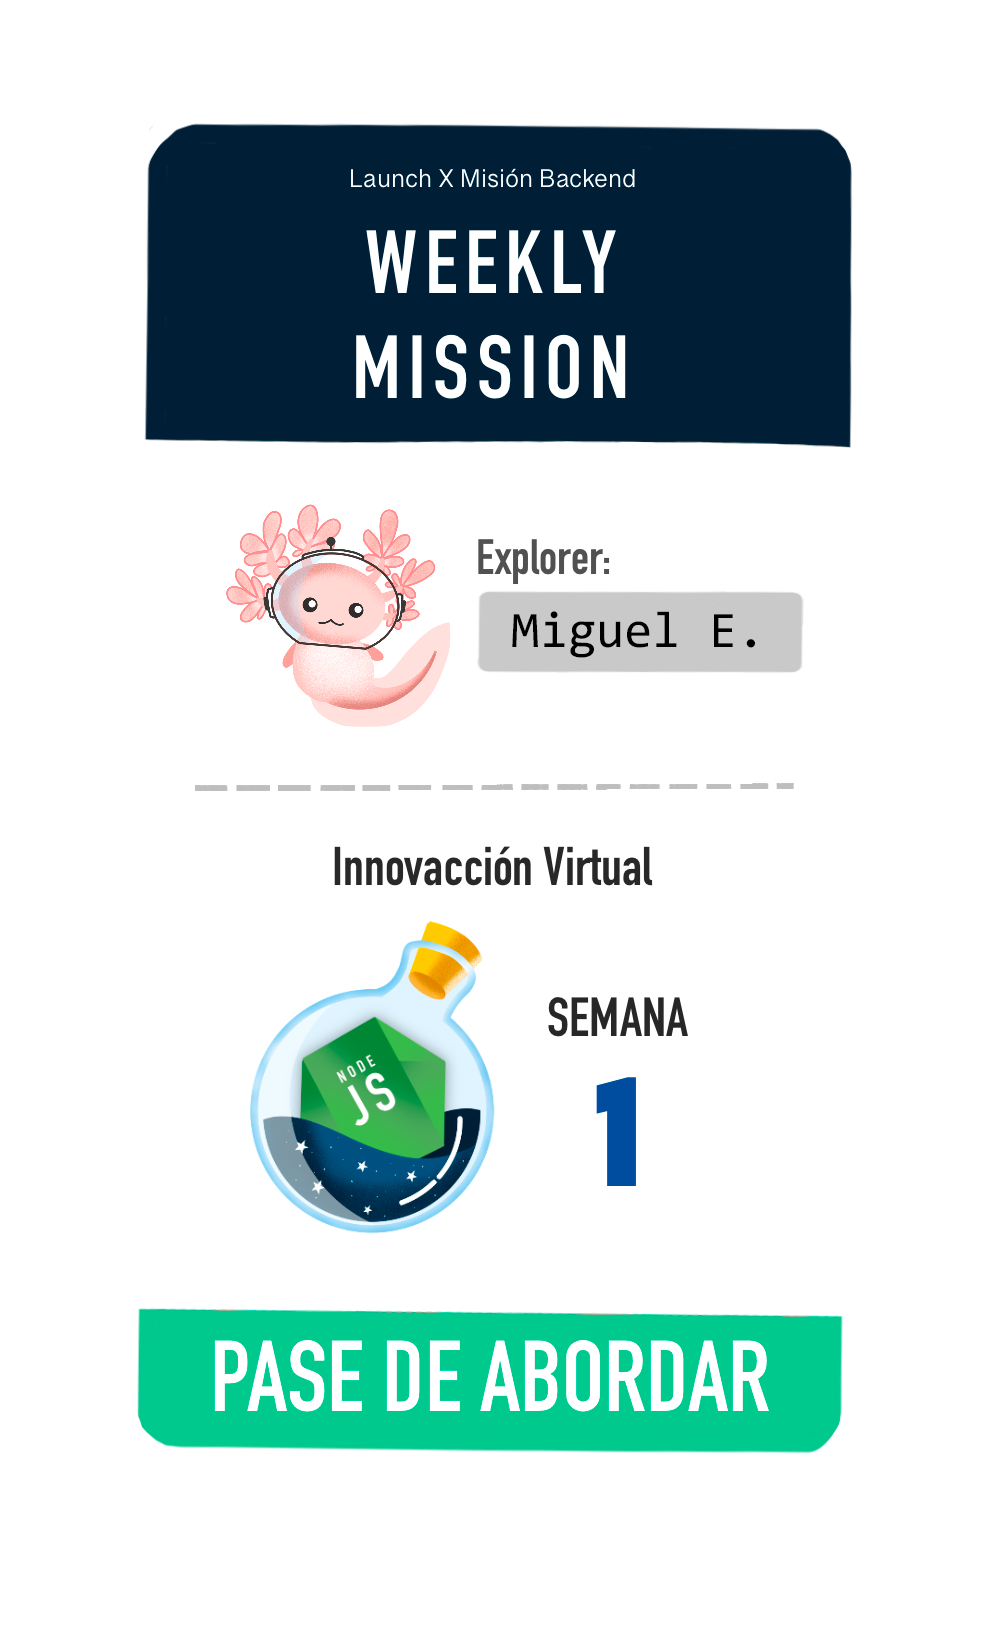 Launch X Misión Backend
WEEKLY
MISSION
Explorer:
Miguel E.
Innovacción Virtual
NODE
JS
SEMANA
1
PASE DE ABORDAR